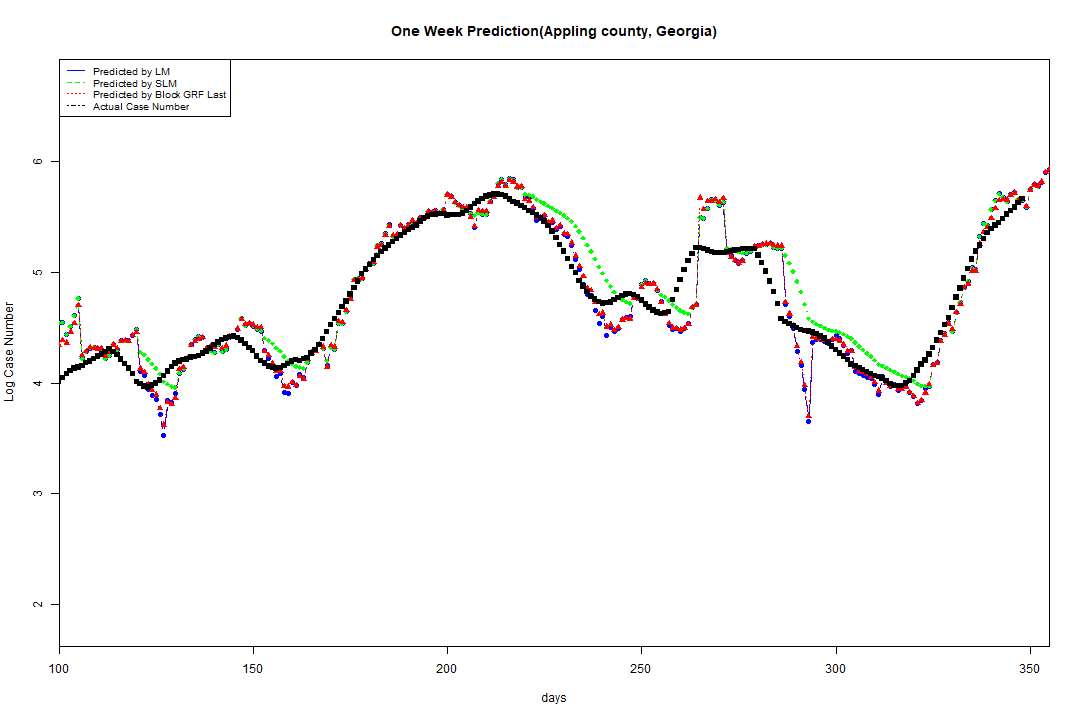 One Week Prediction(Appling county, Georgia)
Predicted by LM
Predicted by SLM
Predicted by Block GRF Last
Actual Case Number
Log Case Number
6
5
4
3
2
100 150 200 250 300 350
days